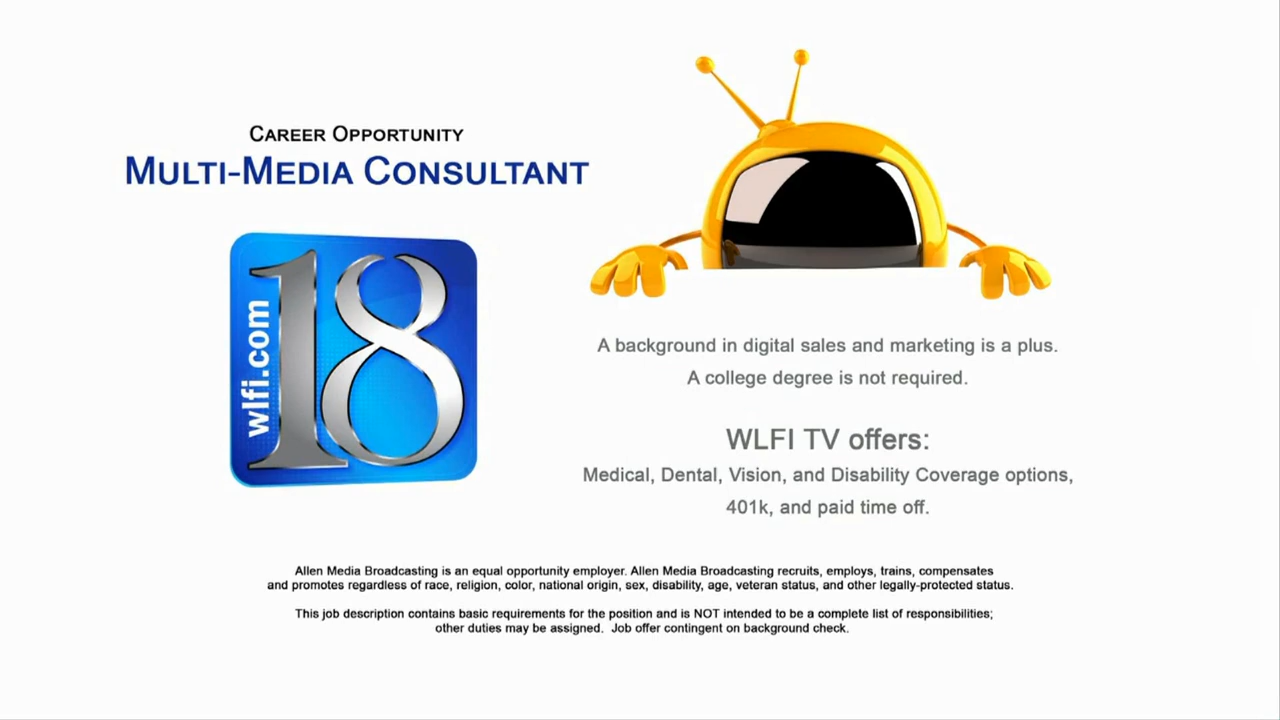 Career Opportunity
Multi-Media Consultant
wlfi.com
18
A background in digital sales and marketing is a plus.
A college degree is not required.
WLFI TV offers:
Medical, Dental, Vision, and Disability Coverage options,
401k, and paid time off.
Allen Media Broadcasting is an equal opportunity employer. Allen Media Broadcasting recruits, employs, trains, compensates
and promotes regardless of race, religion, color, national origin, sex, disability, age, veteran status, and other legally-protected status.
This job description contains basic requirements for the position and is NOT intended to be a complete list of responsibilities;
other duties may be assigned. Job offer contingent on background check.